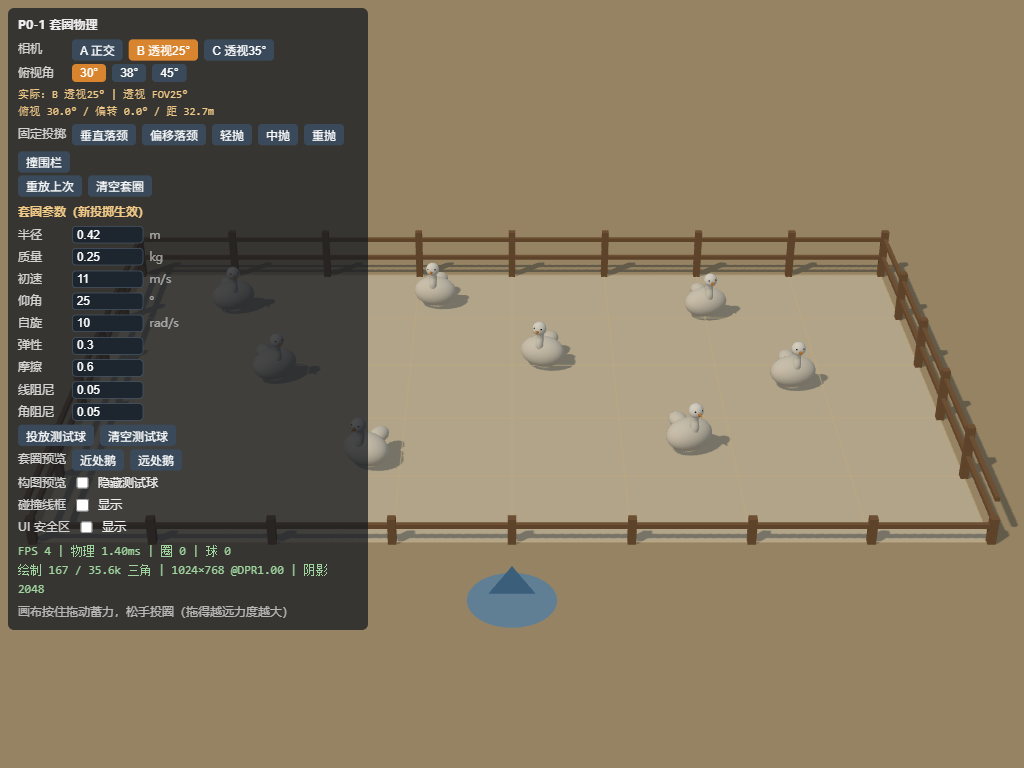 P0-1 套圈物理
相机 A 正交 B 透视25° C 透视35°
俯视角 30° 38° 45°
实际: B 透视25° | 透视 FOV25°
俯视 30.0° / 偏转 0.0° / 距 32.7m
固定投掷 垂直落颈 偏移落颈 轻抛 中抛 重抛
撞围栏
重放上次 清空套圈
套圈参数 (新投掷生效)
半径 0.42 m
质量 0.25 kg
初速 11 m/s
仰角 25 °
自旋 10 rad/s
弹性 0.3
摩擦 0.6
线阻尼 0.05
角阻尼 0.05
投放测试球 清空测试球
套圈预览 近处鹅 远处鹅
构图预览 隐藏测试球
碰撞线框 显示
UI 安全区 显示
FPS 4 | 物理 1.40ms | 圈 0 | 球 0
绘制 167 / 35.6k 三角 | 1024×768 @DPR1.00 | 阴影
2048
画布按住拖动蓄力，松手投圈（拖得越远力度越大）